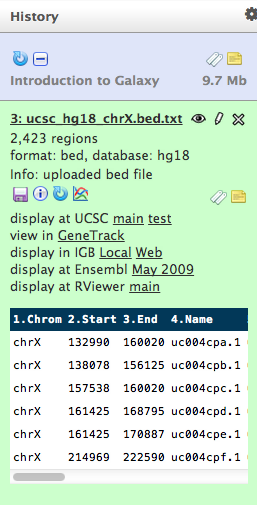 History
Introduction to Galaxy 9.7 Mb
3: ucsc_hg18_chrX.bed.txt
2,423 regions
format: bed, database: hg18
Info: uploaded bed file
display at UCSC main test
view in GeneTrack
display in IGB Local Web
display at Ensembl May 2009
display at RViewer main
1.Chrom 2.Start 3.End 4.Name
chrX 132990 160020 uc004cpa.1
chrX 138078 156125 uc004cpb.1
chrX 157538 160020 uc004cpc.1
chrX 161425 168795 uc004cpd.1
chrX 161425 170887 uc004cpe.1
chrX 214969 222590 uc004cpf.1